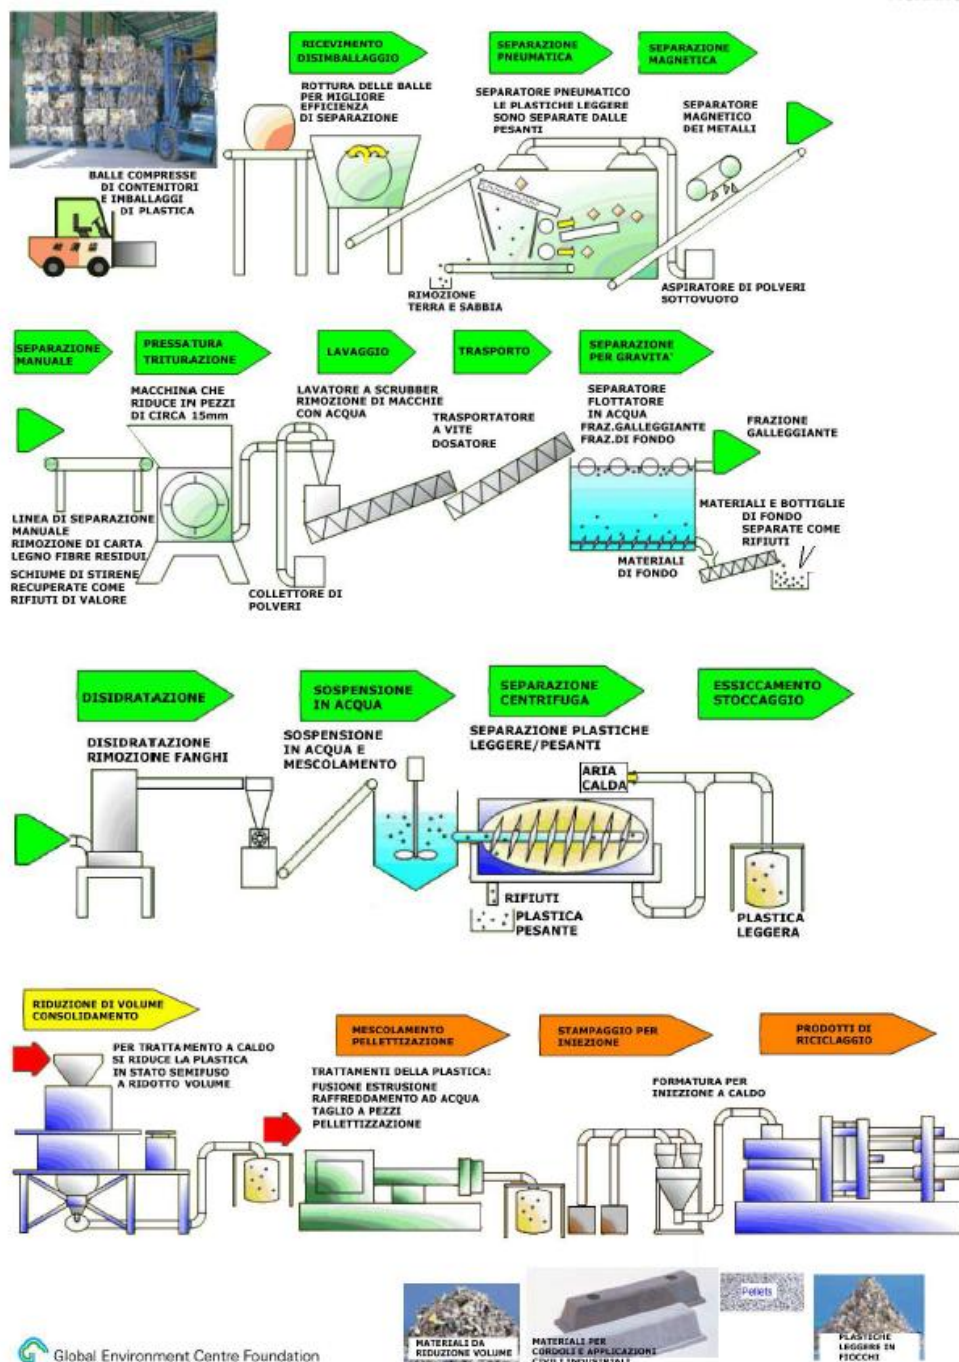 RICEVIMENTO
DISIMBALLAGGIO
SEPARAZIONE
PNEUMATICA
SEPARAZIONE
MAGNETICA
ROTTURA DELLE BALLE
PER MIGLIORE
EFFICIENZA
DI SEPARAZIONE
SEPARATORE PNEUMATICO
LE PLASTICHE LEGGERE
SONO SEPARATE DALLE
PESANTI
SEPARATORE
MAGNETICO
DEI METALLI
BALLE COMPRESSE
DI CONTENITORI
E IMBALLAGGI
DI PLASTICA
RIMOZIONE
TERRA E SABBIA
ASPIRATORE DI POLVERI
SOTTOVUOTO
SEPARAZIONE
MANUALE
PRESSATURA
TRITURAZIONE
LAVAGGIO
TRASPORTO
SEPARAZIONE
PER GRAVITA'
MACCHINA CHE
RIDUCE IN PEZZI
DI CIRCA 15mm
LAVATORE A SCRUBBER
RIMOZIONE DI MACCHIE
CON ACQUA
TRASPORTATORE
A VITE
DOSATORE
SEPARATORE
FLOTTATORE
IN ACQUA
FRAZ.GALLEGGIANTE
FRAZ.DI FONDO
FRAZIONE
GALLEGGIANTE
LINEA DI SEPARAZIONE
MANUALE
RIMOZIONE DI CARTA
LEGNO FIBRE RESIDUI
SCHIUME DI STIRENE
RECUPERATE COME
RIFIUTI DI VALORE
COLLETTORE DI
POLVERI
MATERIALI
DI FONDO
MATERIALI E BOTTIGLIE
DI FONDO
SEPARATE COME
RIFIUTI
DISIDRATAZIONE
SOSPENSIONE
IN ACQUA
SEPARAZIONE
CENTRIFUGA
ESSICCAMENTO
STOCCAGGIO
DISIDRATAZIONE
RIMOZIONE FANGHI
SOSPENSIONE
IN ACQUA E
MESCOLAMENTO
SEPARAZIONE PLASTICHE
LEGGERE/PESANTI
ARIA
CALDA
RIFIUTI
PLASTICA
PESANTE
PLASTICA
LEGGERA
RIDUZIONE DI VOLUME
CONSOLIDAMENTO
MESCOLAMENTO
PELLETIZZAZIONE
STAMPAGGIO PER
INIEZIONE
PRODOTTI DI
RICICLAGGIO
PER TRATTAMENTO A CALDO
SI RIDUCE LA PLASTICA
IN STATO SEMIFUSO
A RIDOTTO VOLUME
TRATTAMENTI DELLA PLASTICA:
FUSIONE ESTRUSIONE
RAFFREDDAMENTO AD ACQUA
TAGLIO A PEZZI
PELLETTIZZAZIONE
FORMATURA PER
INIEZIONE A CALDO
MATERIALI DA
RIDUZIONE VOLUME
MATERIALI PER
CORDOLI E APPLICAZIONI
INDUSTRIALI
Pellets
PLASTICHE
LEGGERE IN
FIOCCHI
Global Environment Centre Foundation